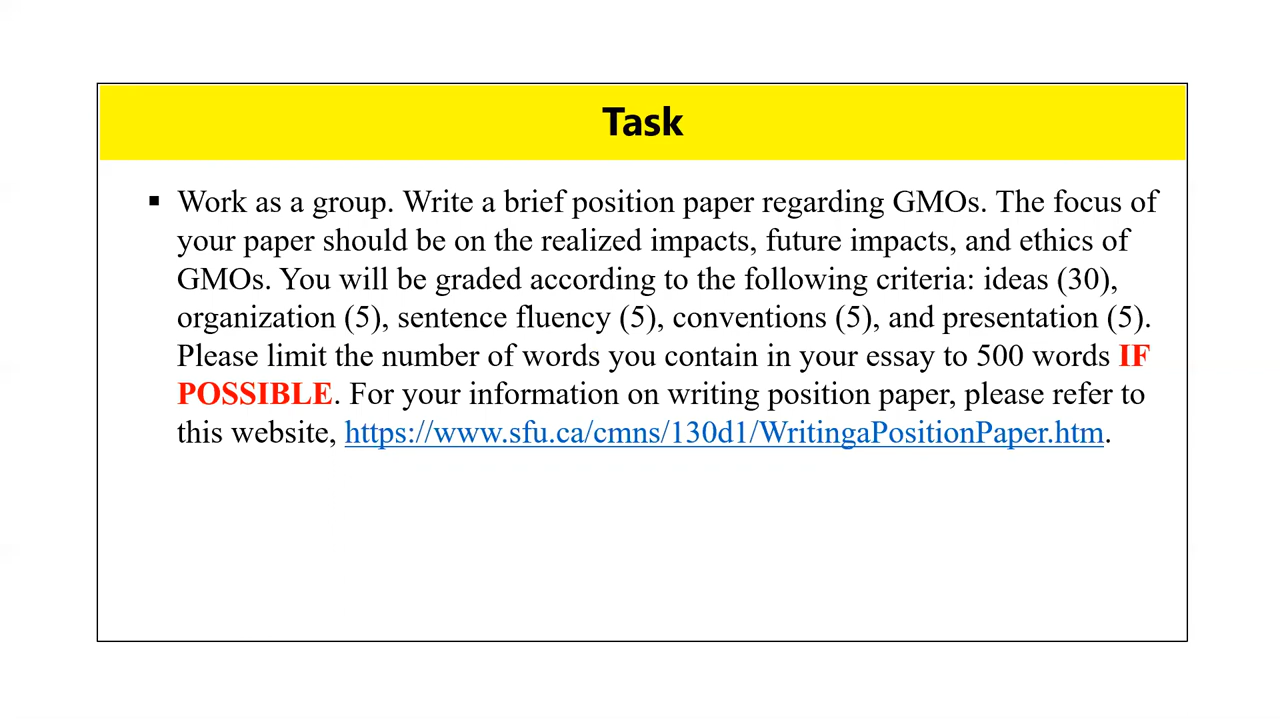 Task
▪ Work as a group. Write a brief position paper regarding GMOs. The focus of
your paper should be on the realized impacts, future impacts, and ethics of
GMOs. You will be graded according to the following criteria: ideas (30),
organization (5), sentence fluency (5), conventions (5), and presentation (5).
Please limit the number of words you contain in your essay to 500 words IF
POSSIBLE. For your information on writing position paper, please refer to
this website, https://www.sfu.ca/cmns/130d1/WritingaPositionPaper.htm.